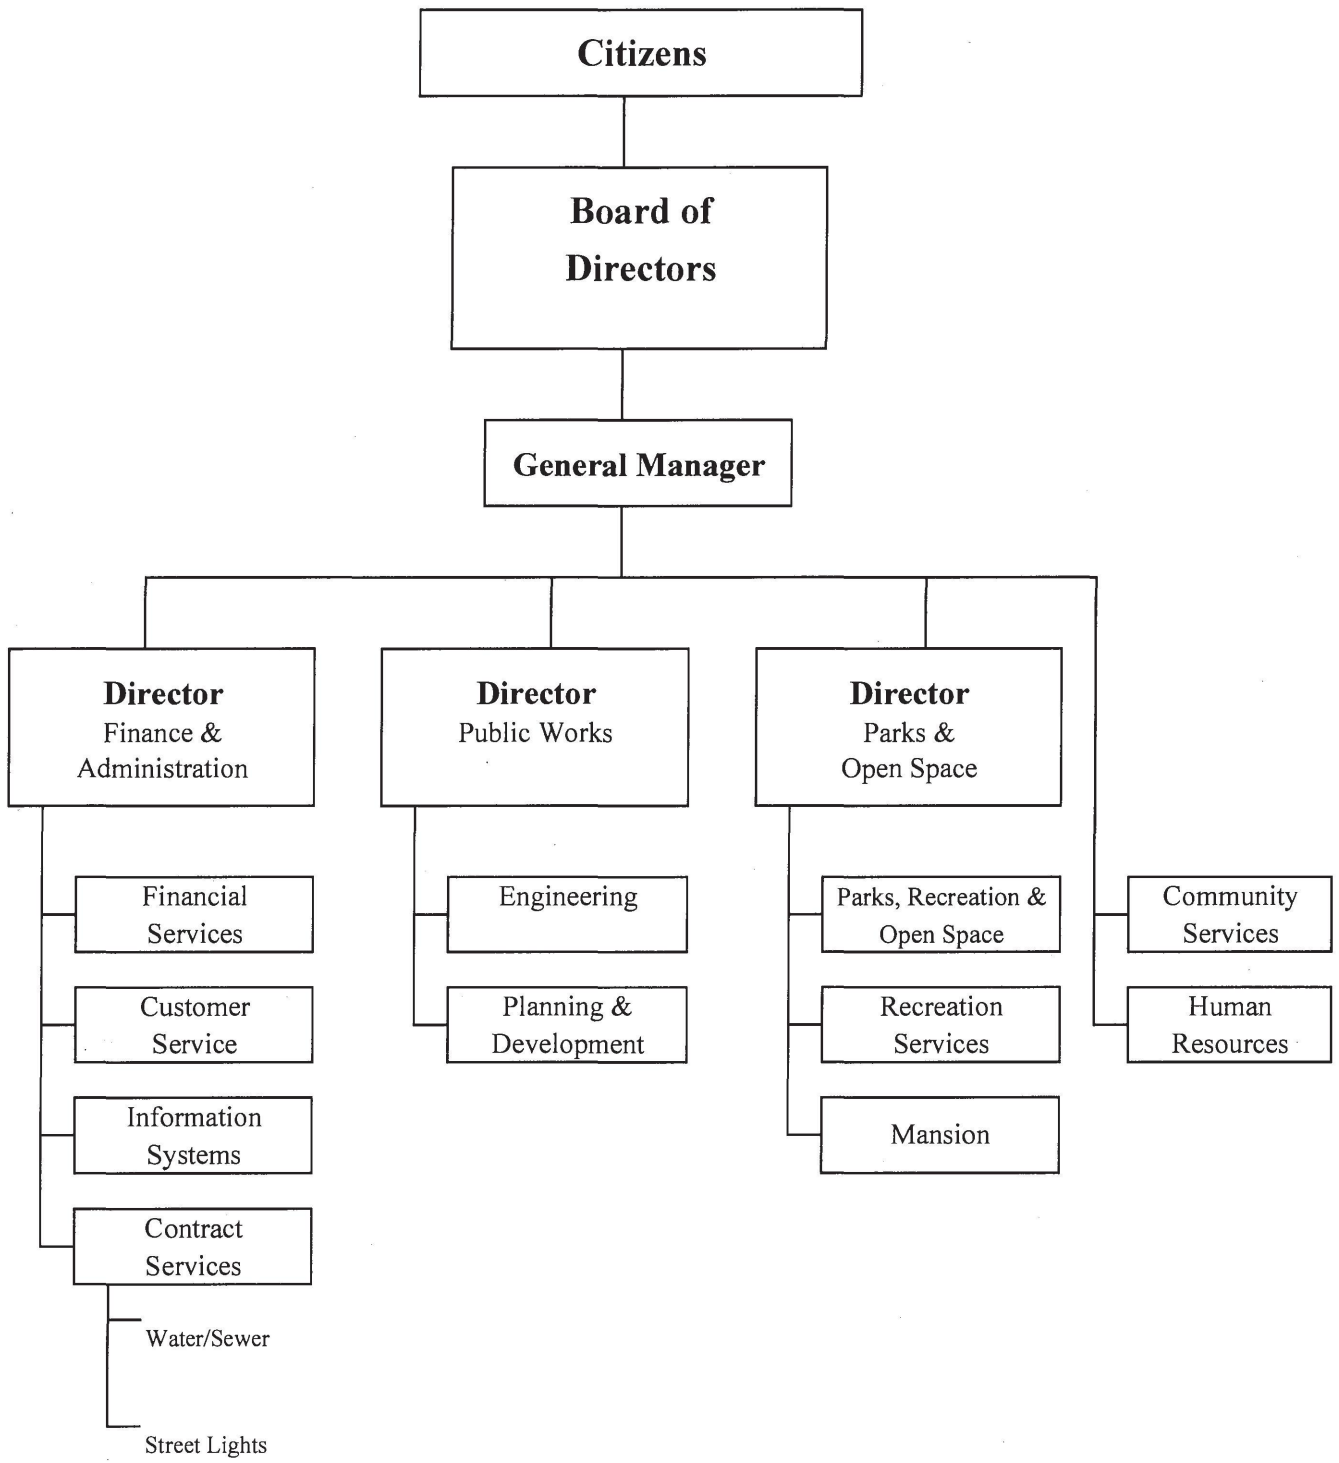 Citizens
Board of
Directors
General Manager
Director
Finance &
Administration
Director
Public Works
Director
Parks &
Open Space
Financial
Services
Customer
Service
Information
Systems
Contract
Services
Water/Sewer
Street Lights
Engineering
Planning &
Development
Parks, Recreation &
Open Space
Recreation
Services
Mansion
Community
Services
Human
Resources